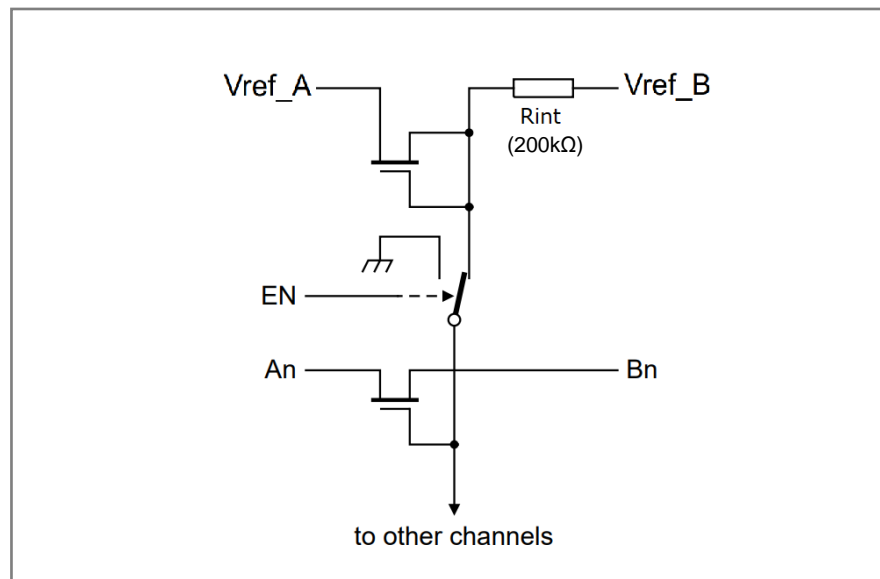 Vref_A
Vref_B
Rint
(200kΩ)
EN
An
Bn
to other channels